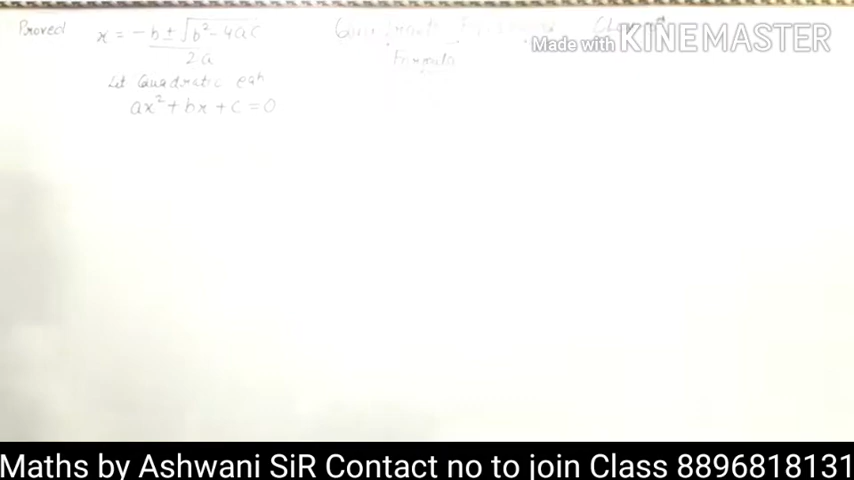 Proved x = -b ± √b² - 4ac
2a
Formula
Let Quadratic eqn
ax² + bx + c = 0
Made with KINEMASTER
Maths by Ashwani SiR Contact no to join Class 8896818131